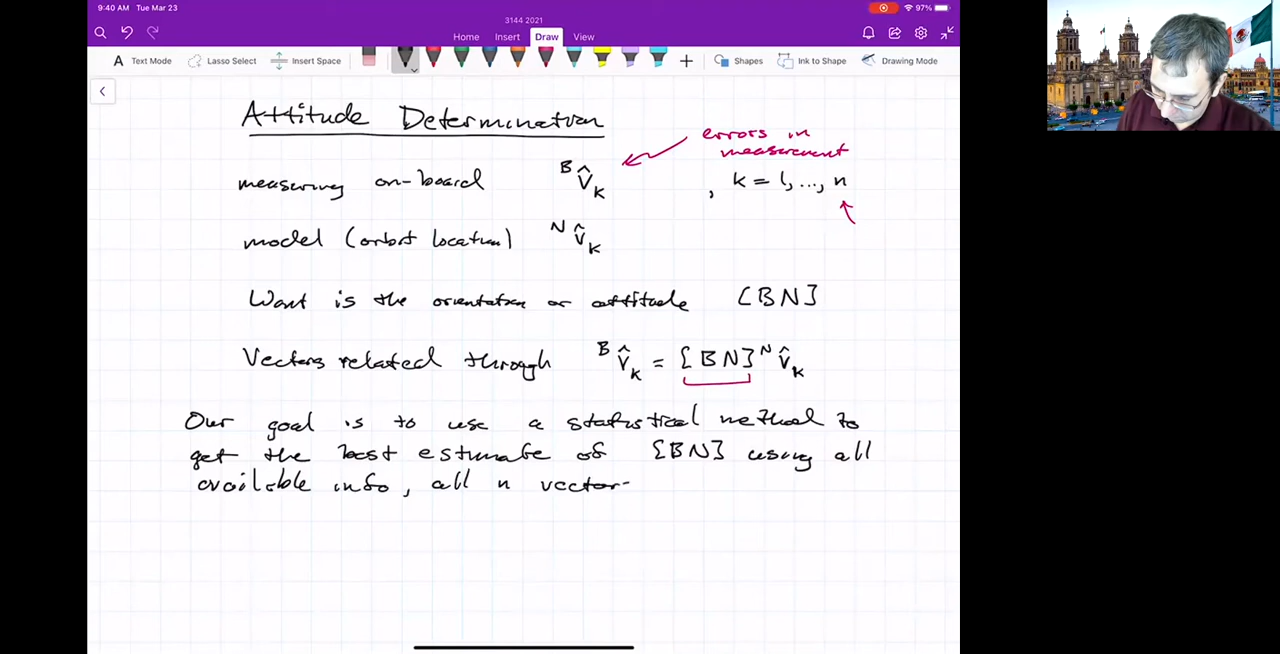 9:40 AM Tue Mar 23
97%
3144 2021
Home Insert Draw View
A Text Mode Lasso Select Insert Space Shapes Ink to Shape Drawing Mode
Attitude Determination
errors in
measurement
measuring on-board ᴮv̂ₖ , k = 1, ..., n
model (orbit location) ᴺv̂ₖ
Want is the orientation or attitude [BN]
Vectors related through ᴮv̂ₖ = [BN] ᴺv̂ₖ
Our goal is to use a statistical method to
get the best estimate of [BN] using all
available info, all n vector